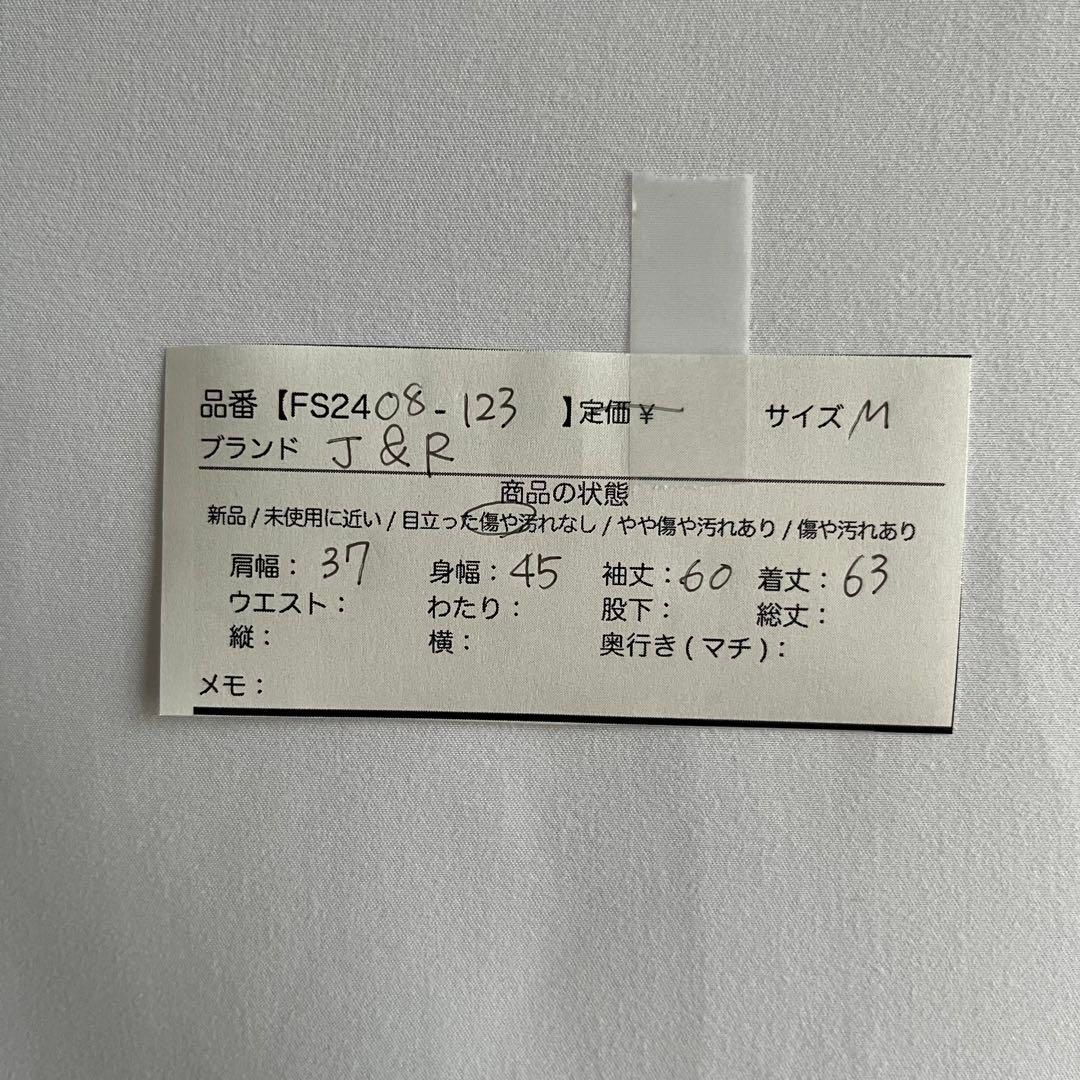 品番【FS2408-123 】定価¥ サイズM
ブランド J&R
商品の状態
新品/未使用に近い/目立った傷や汚れなし/やや傷や汚れあり/傷や汚れあり
肩幅:37 身幅:45 袖丈:60 着丈:63
ウエスト: わたり: 股下: 総丈:
縦: 横: 奥行き(マチ):
メモ: